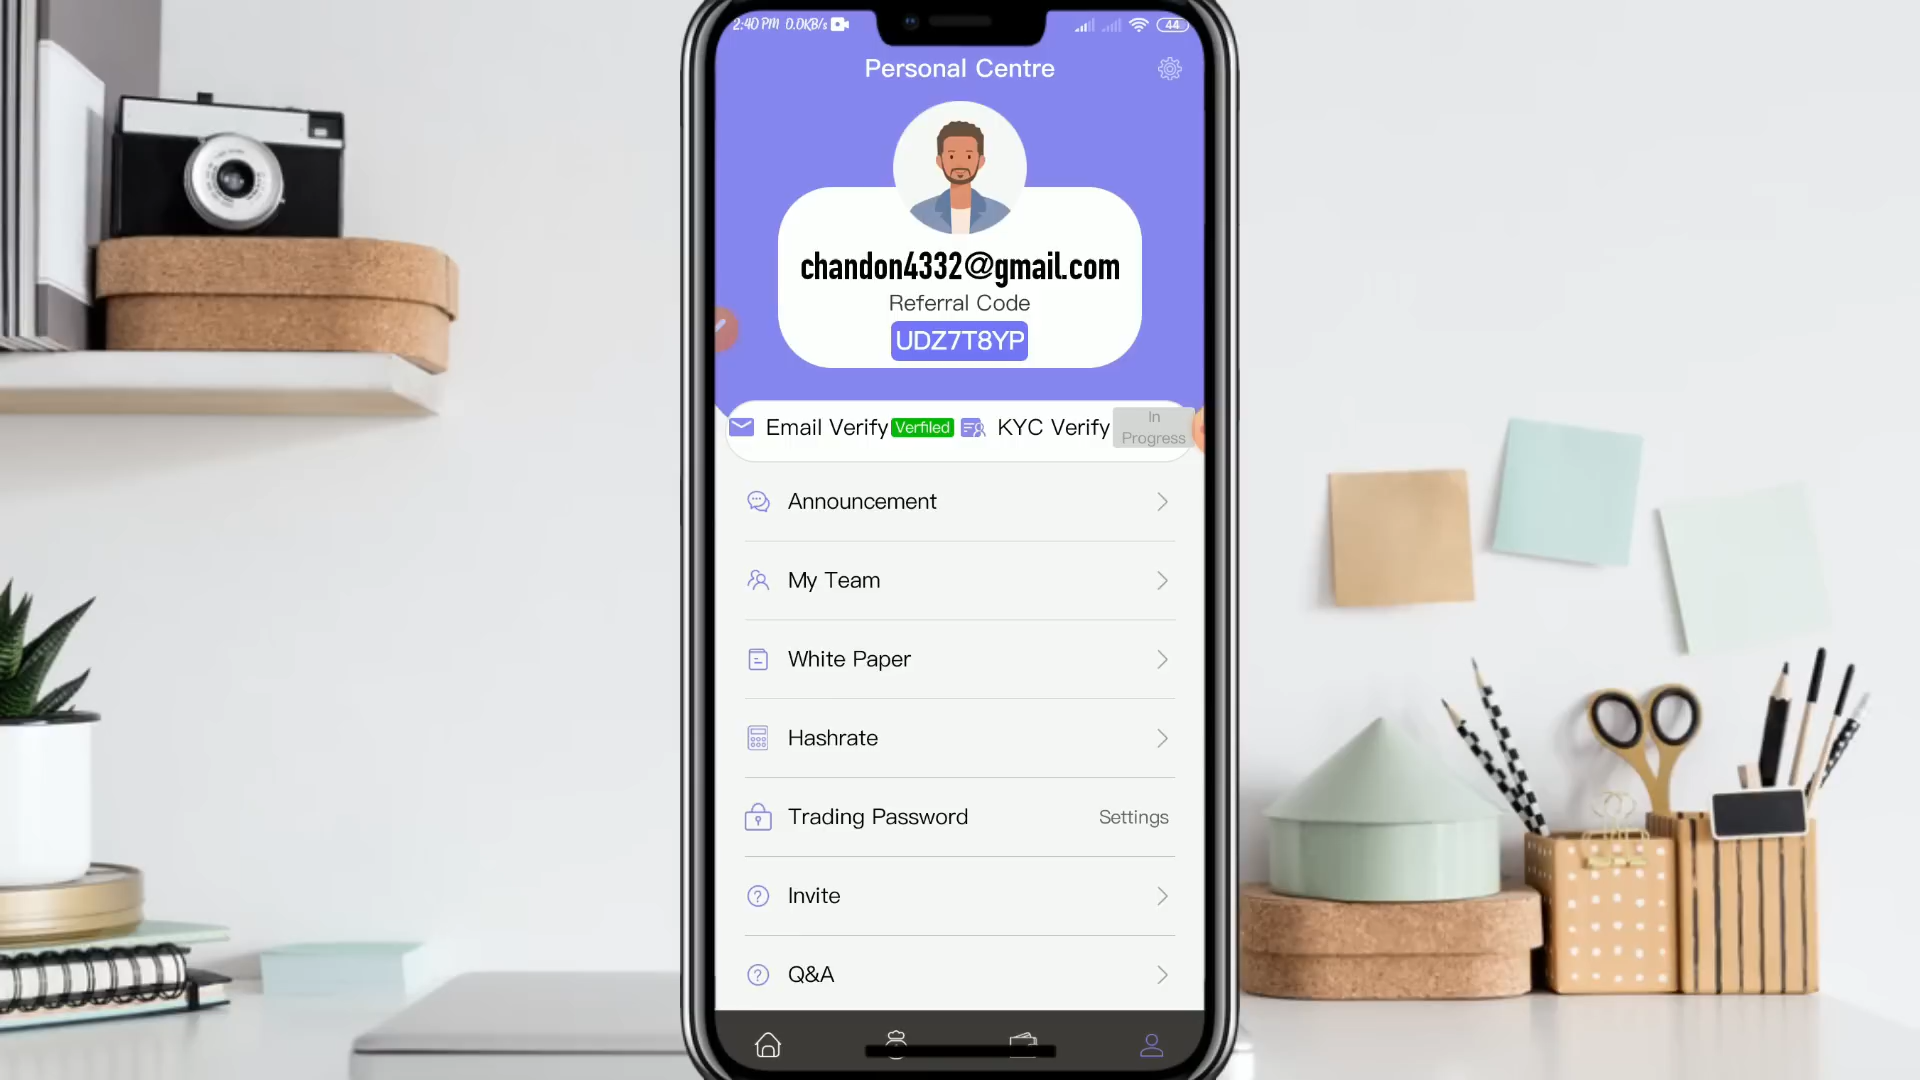 2:40 PM 0.0KB/s
44
Personal Centre
chandon4332@gmail.com
Referral Code
UDZ7T8YP
Email Verify Verfiled KYC Verify In Progress
Announcement
My Team
White Paper
Hashrate
Trading Password Settings
Invite
Q&A